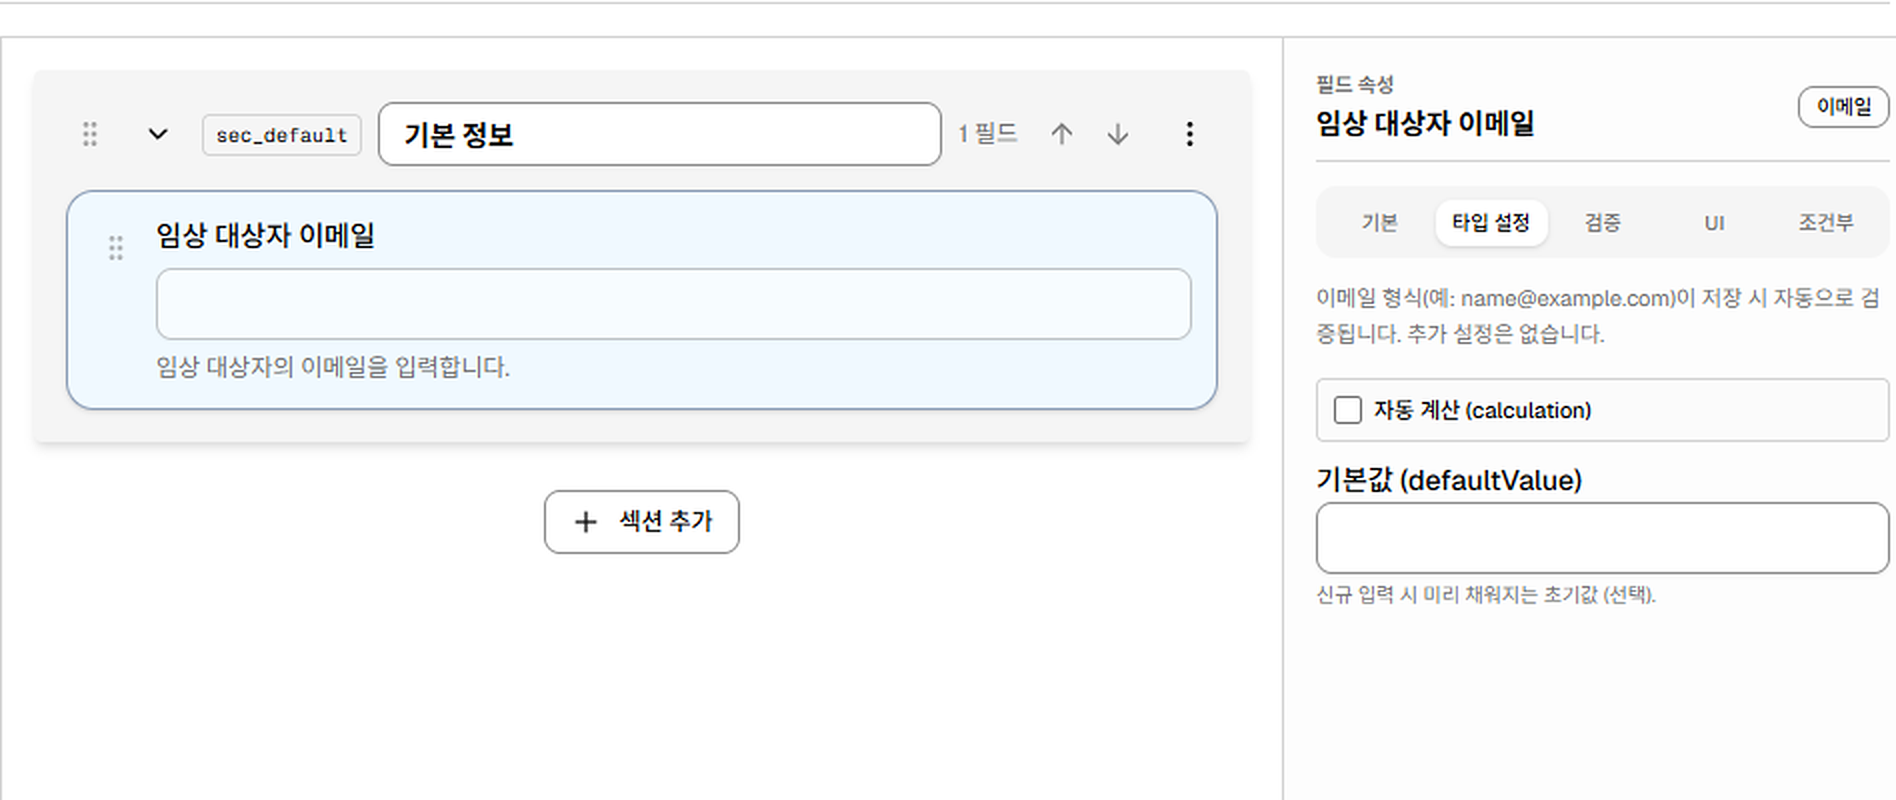 sec_default
기본 정보
1 필드
임상 대상자 이메일
임상 대상자의 이메일을 입력합니다.
섹션 추가
필드 속성
임상 대상자 이메일
이메일
기본 타입 설정 검증 UI 조건부
이메일 형식(예: name@example.com)이 저장 시 자동으로 검
증됩니다. 추가 설정은 없습니다.
자동 계산 (calculation)
기본값 (defaultValue)
신규 입력 시 미리 채워지는 초기값 (선택).